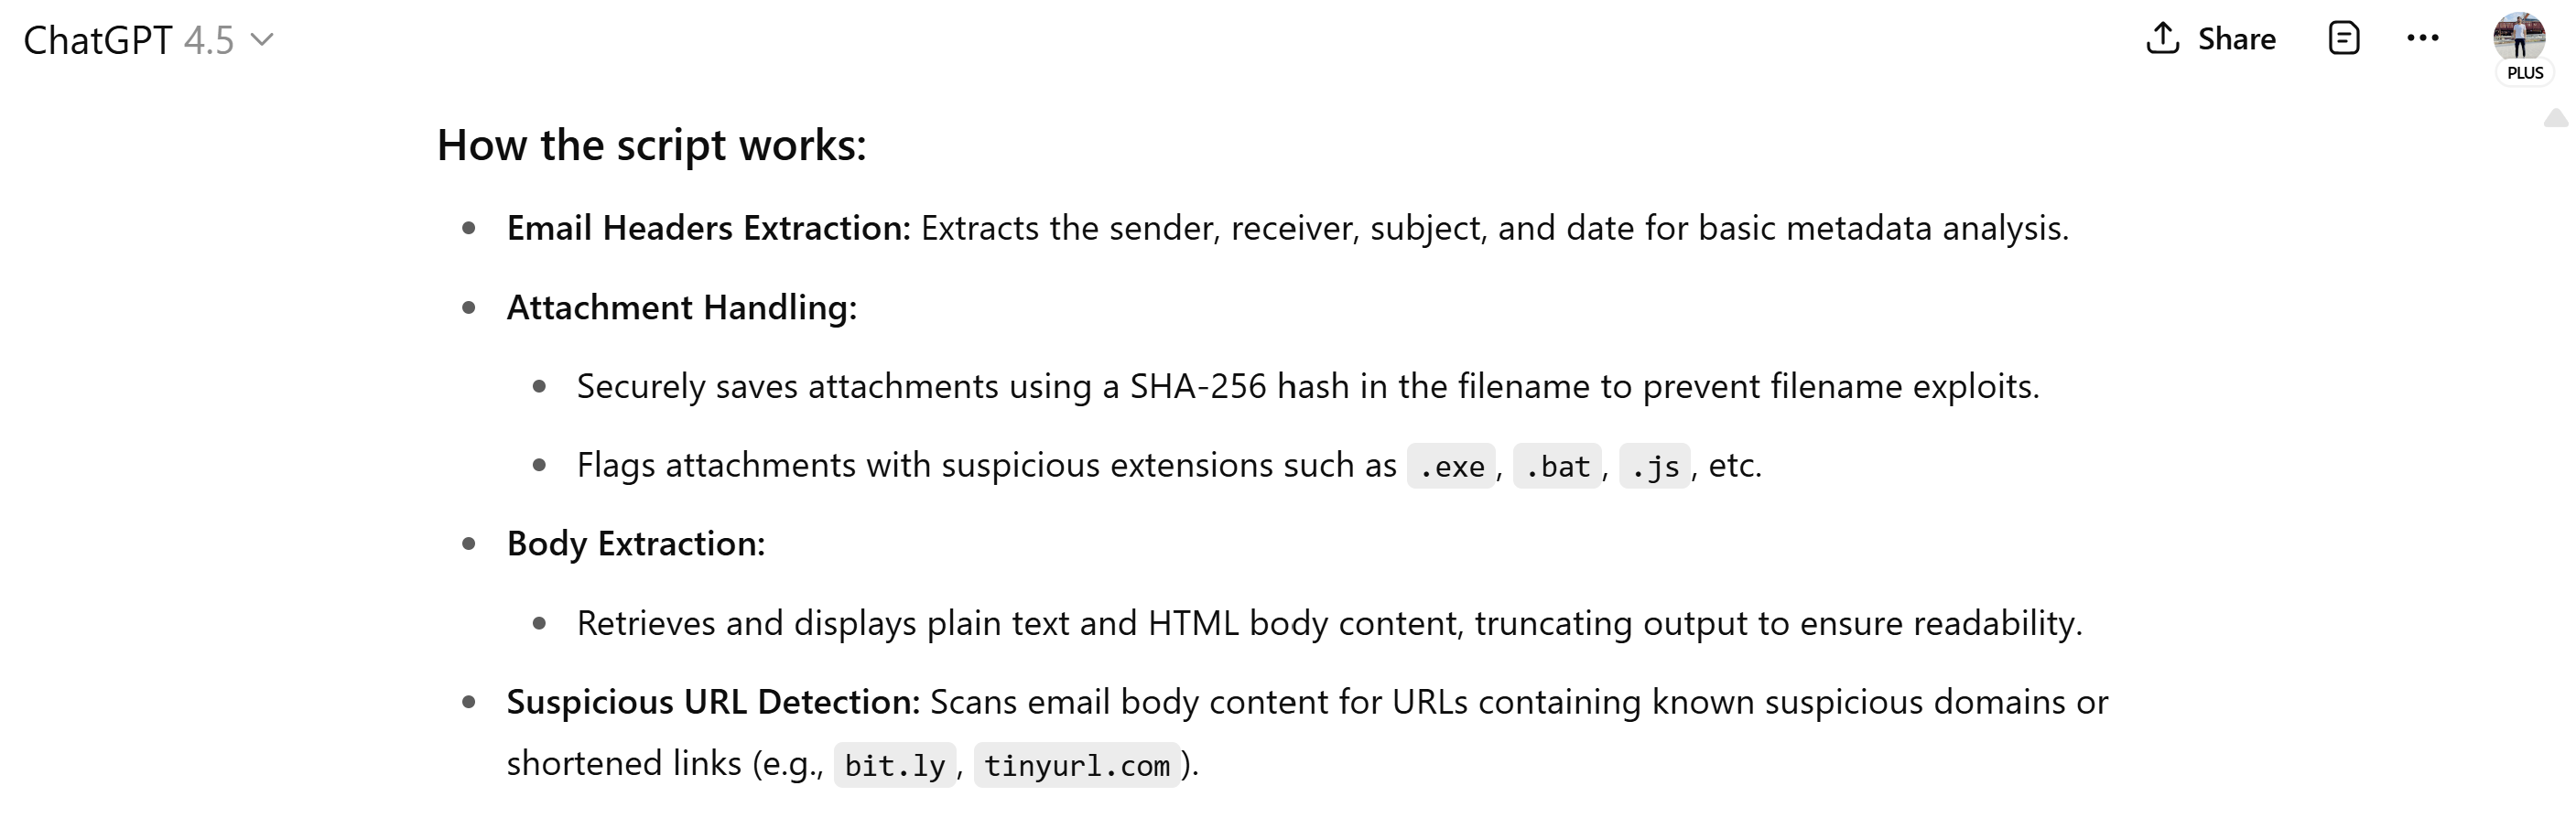 ChatGPT 4.5
Share
PLUS
How the script works:
Email Headers Extraction: Extracts the sender, receiver, subject, and date for basic metadata analysis.
Attachment Handling:
Securely saves attachments using a SHA-256 hash in the filename to prevent filename exploits.
Flags attachments with suspicious extensions such as .exe, .bat, .js, etc.
Body Extraction:
Retrieves and displays plain text and HTML body content, truncating output to ensure readability.
Suspicious URL Detection: Scans email body content for URLs containing known suspicious domains or
shortened links (e.g., bit.ly, tinyurl.com).